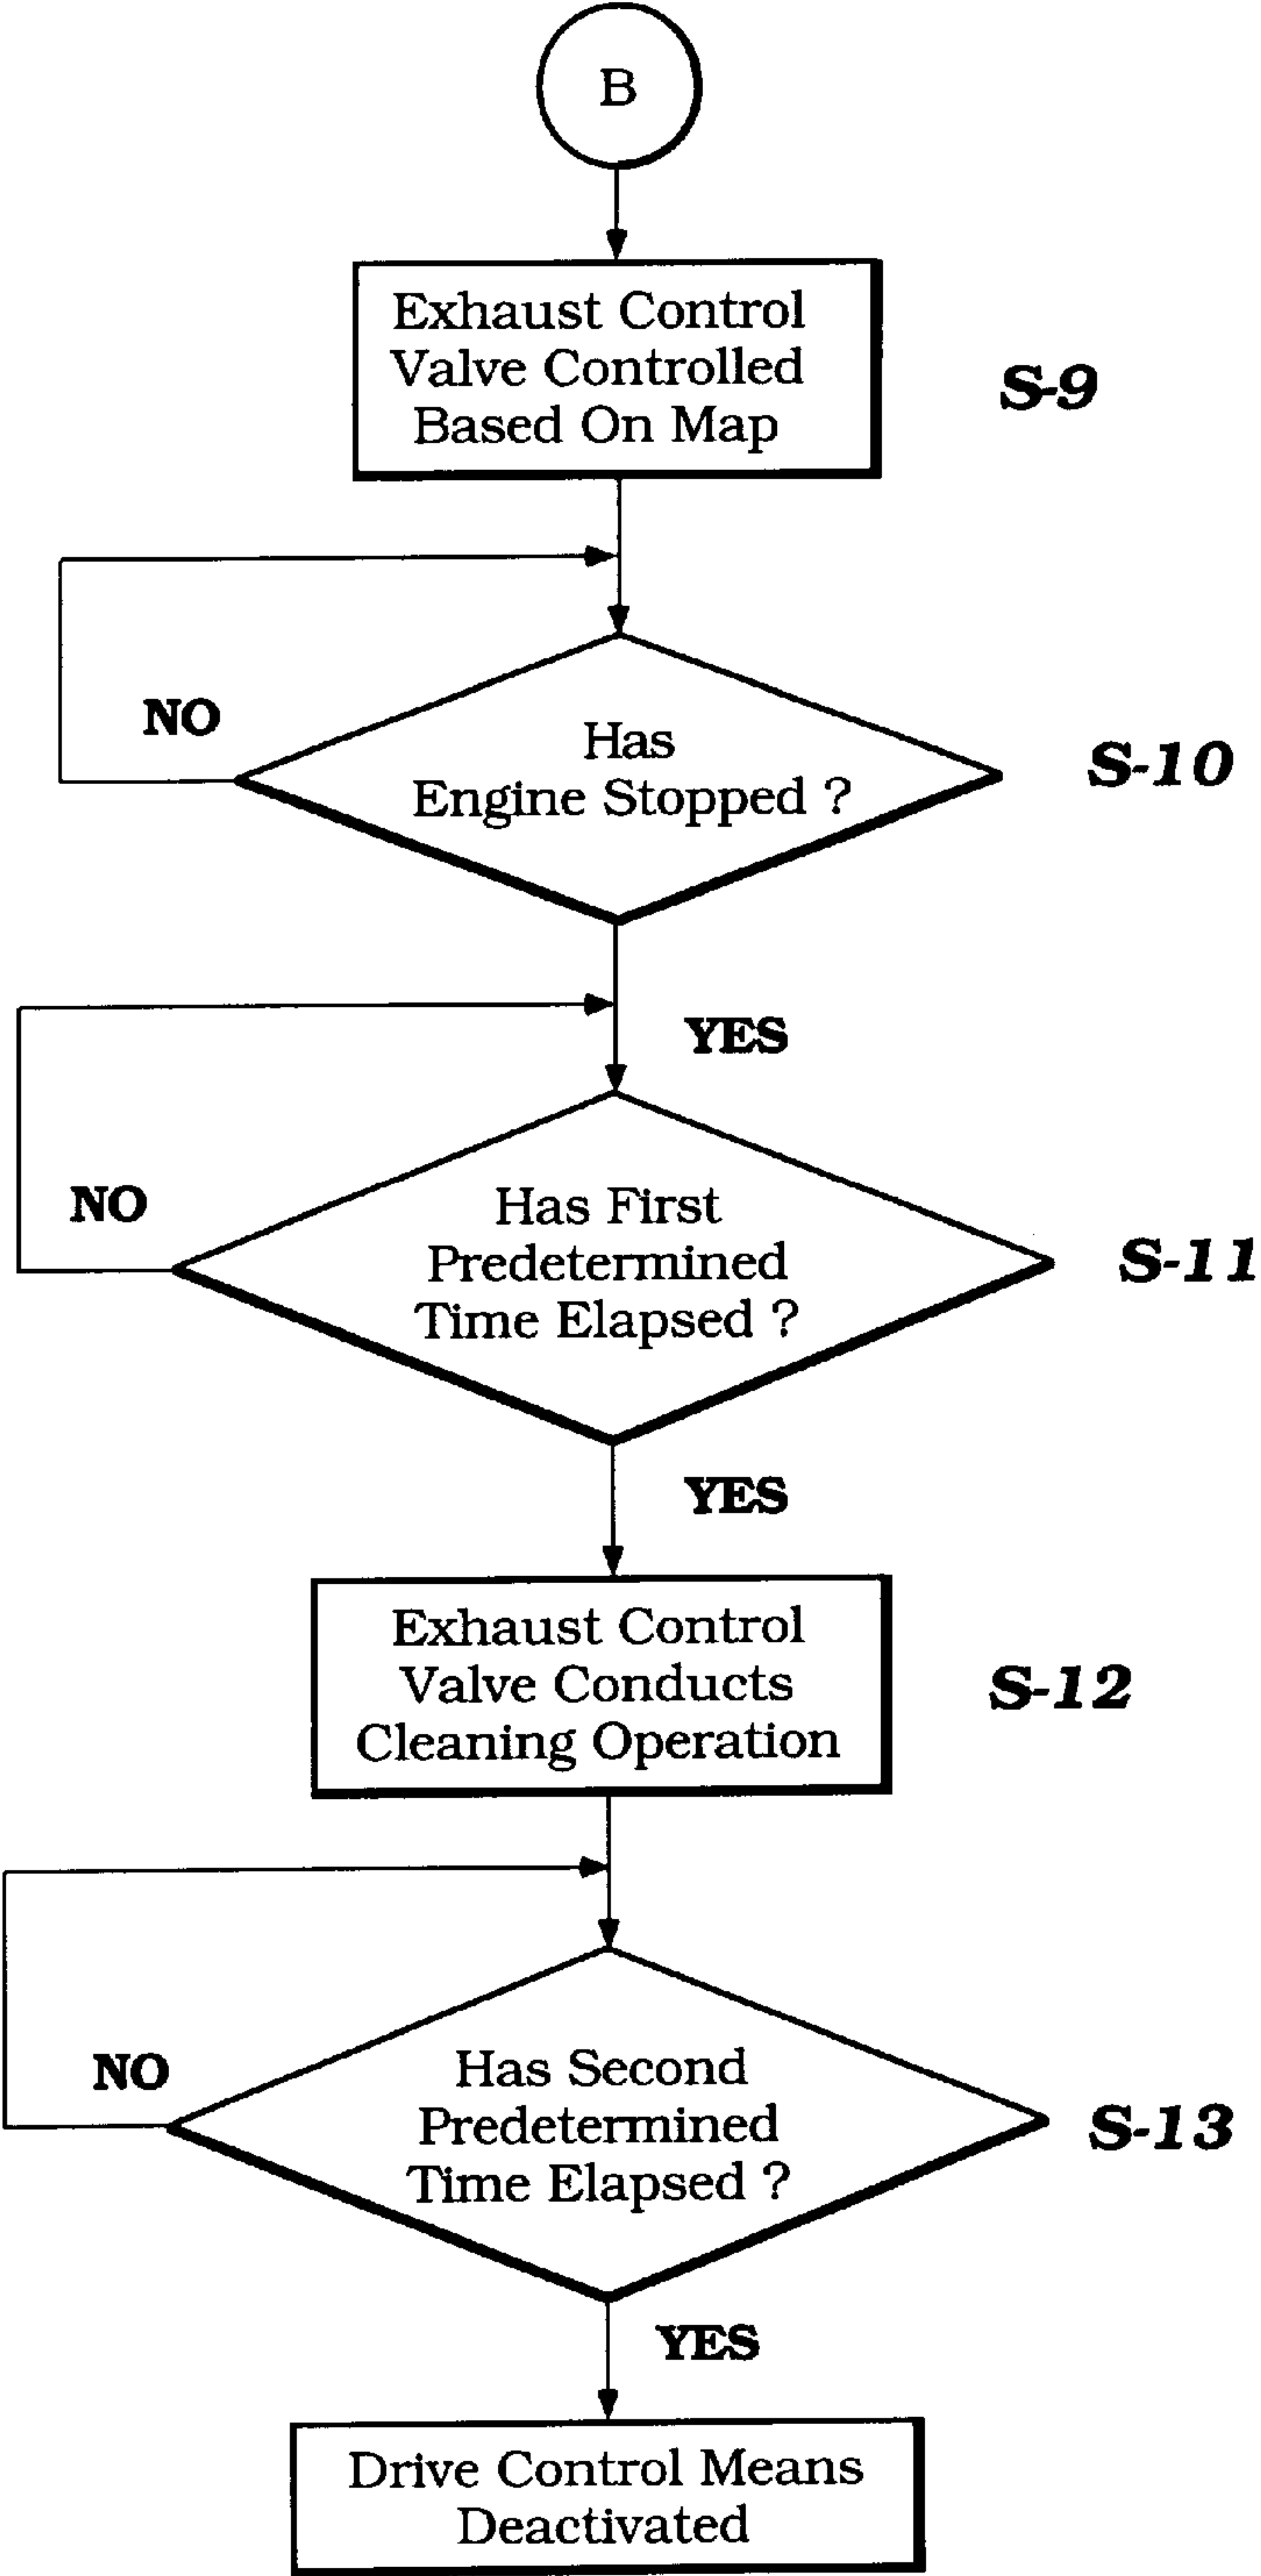 B
Exhaust Control
Valve Controlled
Based On Map
S-9
NO
Has
Engine Stopped ?
S-10
YES
NO
Has First
Predetermined
Time Elapsed ?
S-11
YES
Exhaust Control
Valve Conducts
Cleaning Operation
S-12
NO
Has Second
Predetermined
Time Elapsed ?
S-13
YES
Drive Control Means
Deactivated